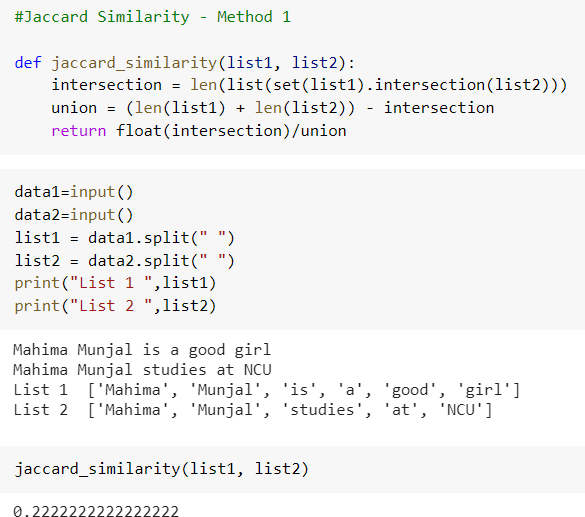 #Jaccard Similarity - Method 1
def jaccard_similarity(list1, list2):
    intersection = len(list(set(list1).intersection(list2)))
    union = (len(list1) + len(list2)) - intersection
    return float(intersection)/union
data1=input()
data2=input()
list1 = data1.split(" ")
list2 = data2.split(" ")
print("List 1 ",list1)
print("List 2 ",list2)
Mahima Munjal is a good girl
Mahima Munjal studies at NCU
List 1  ['Mahima', 'Munjal', 'is', 'a', 'good', 'girl']
List 2  ['Mahima', 'Munjal', 'studies', 'at', 'NCU']
jaccard_similarity(list1, list2)
0.2222222222222222